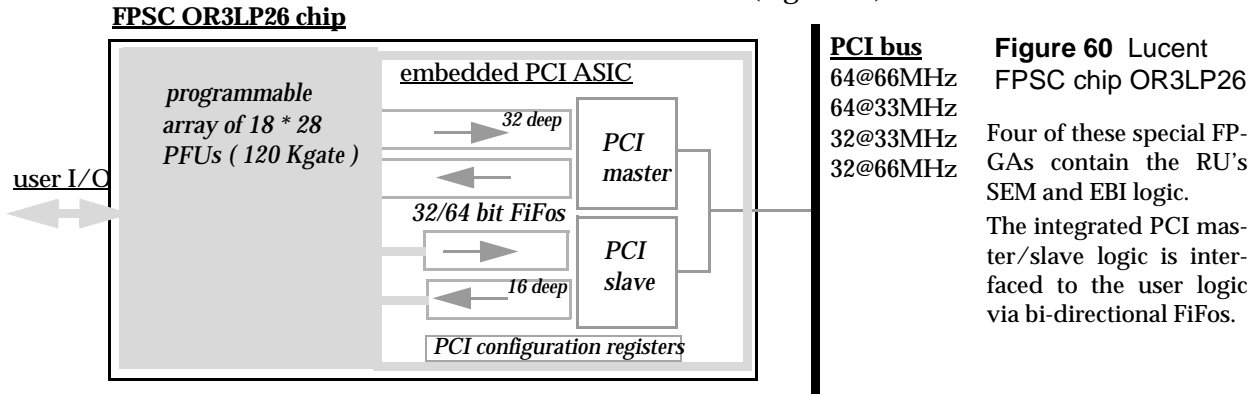 FPSC OR3LP26 chip
programmable
array of 18 * 28
PFUs ( 120 Kgate )
user I/O
embedded PCI ASIC
32 deep
32/64 bit FiFos
16 deep
PCI configuration registers
PCI
master
PCI
slave
PCI bus
64@66MHz
64@33MHz
32@33MHz
32@66MHz
Figure 60 Lucent
FPSC chip OR3LP26
Four of these special FP-
GAs contain the RU's
SEM and EBI logic.
The integrated PCI mas-
ter/slave logic is inter-
faced to the user logic
via bi-directional FiFos.